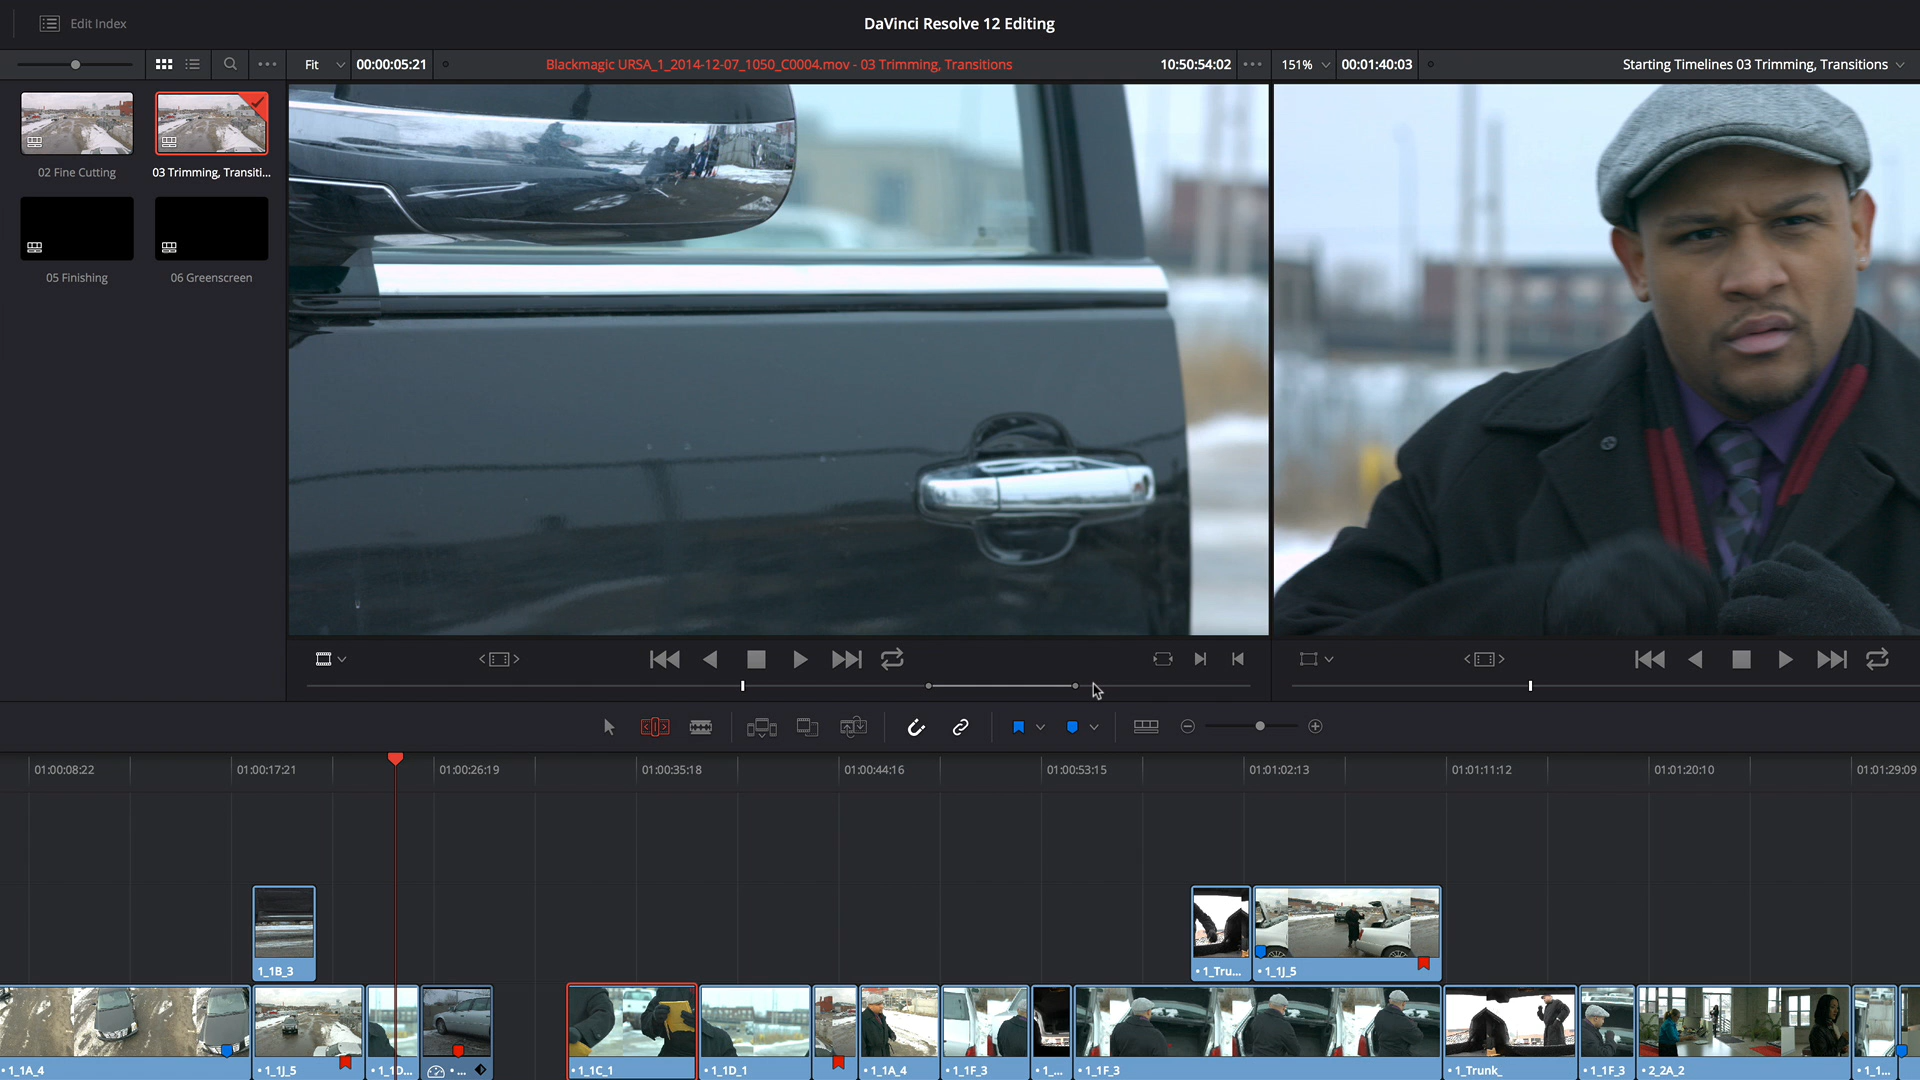 Edit Index
DaVinci Resolve 12 Editing
Fit
00:00:05:21
Blackmagic URSA_1_2014-12-07_1050_C0004.mov - 03 Trimming, Transitions
10:50:54:02
151%
00:01:40:03
Starting Timelines 03 Trimming, Transitions
02 Fine Cutting
03 Trimming, Transiti...
05 Finishing
06 Greenscreen
01:00:08:22
01:00:17:21
01:00:26:19
01:00:35:18
01:00:44:16
01:00:53:15
01:01:02:13
01:01:11:12
01:01:20:10
01:01:29:09
1_1B_3
• 1_Tru...
• 1_1J_5
• 1_1A_4
• 1_1J_5
• 1_1D...
• ...
• 1_1C_1
• 1_1D_1
• 1_1A_4
• 1_1F_3
• 1_...
• 1_1F_3
• 1_Trunk_
• 1_1F_3
• 2_2A_2
• 1_1...